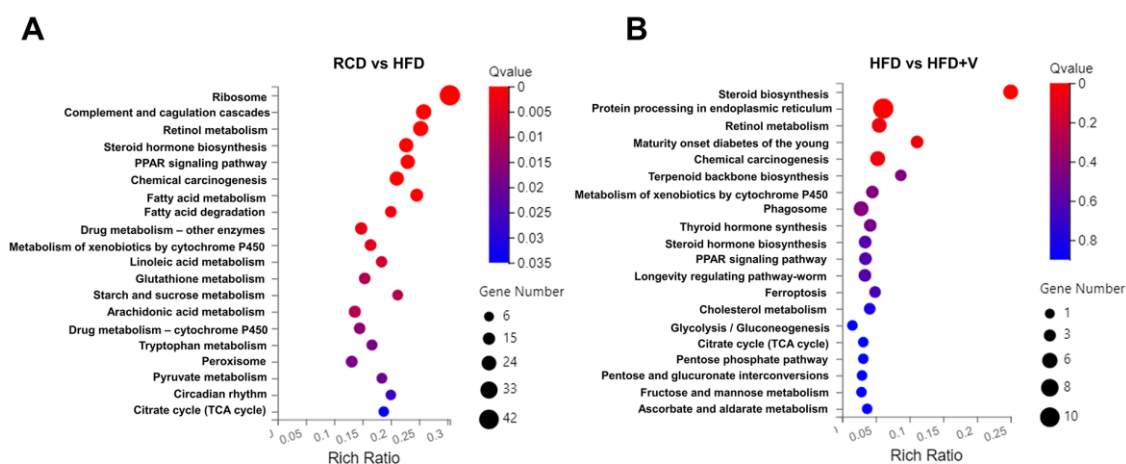 A
RCD vs HFD
Ribosome
Complement and cagulation cascades
Retinol metabolism
Steroid hormone biosynthesis
PPAR signaling pathway
Chemical carcinogenesis
Fatty acid metabolism
Fatty acid degradation
Drug metabolism – other enzymes
Metabolism of xenobiotics by cytochrome P450
Linoleic acid metabolism
Glutathione metabolism
Starch and sucrose metabolism
Arachidonic acid metabolism
Drug metabolism – cytochrome P450
Tryptophan metabolism
Peroxisome
Pyruvate metabolism
Circadian rhythm
Citrate cycle (TCA cycle)
0.05 0.1 0.15 0.2 0.25 0.3
Rich Ratio
Qvalue
0
0.005
0.01
0.015
0.02
0.025
0.03
0.035
Gene Number
6
15
24
33
42
B
HFD vs HFD+V
Steroid biosynthesis
Protein processing in endoplasmic reticulum
Retinol metabolism
Maturity onset diabetes of the young
Chemical carcinogenesis
Terpenoid backbone biosynthesis
Metabolism of xenobiotics by cytochrome P450
Phagosome
Thyroid hormone synthesis
Steroid hormone biosynthesis
PPAR signaling pathway
Longevity regulating pathway-worm
Ferroptosis
Cholesterol metabolism
Glycolysis / Gluconeogenesis
Citrate cycle (TCA cycle)
Pentose phosphate pathway
Pentose and glucuronate interconversions
Fructose and mannose metabolism
Ascorbate and aldarate metabolism
0 0.05 0.1 0.15 0.20 0.25
Rich Ratio
Qvalue
0
0.2
0.4
0.6
0.8
Gene Number
1
3
6
8
10